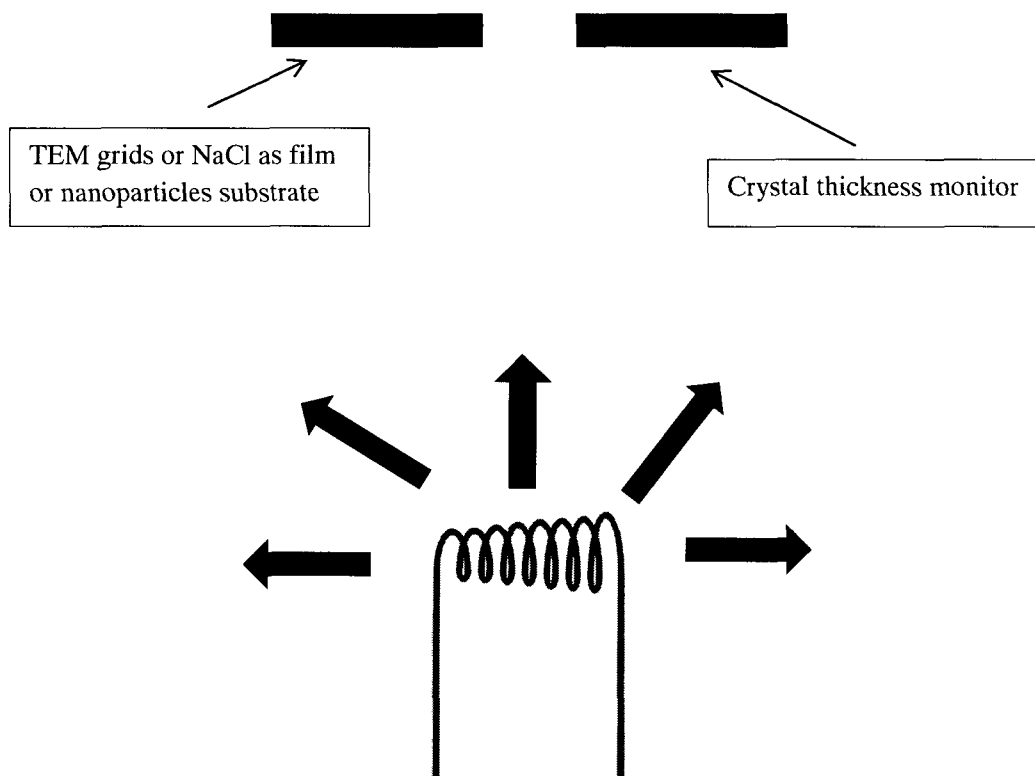 TEM grids or NaCl as film
or nanoparticles substrate
Crystal thickness monitor